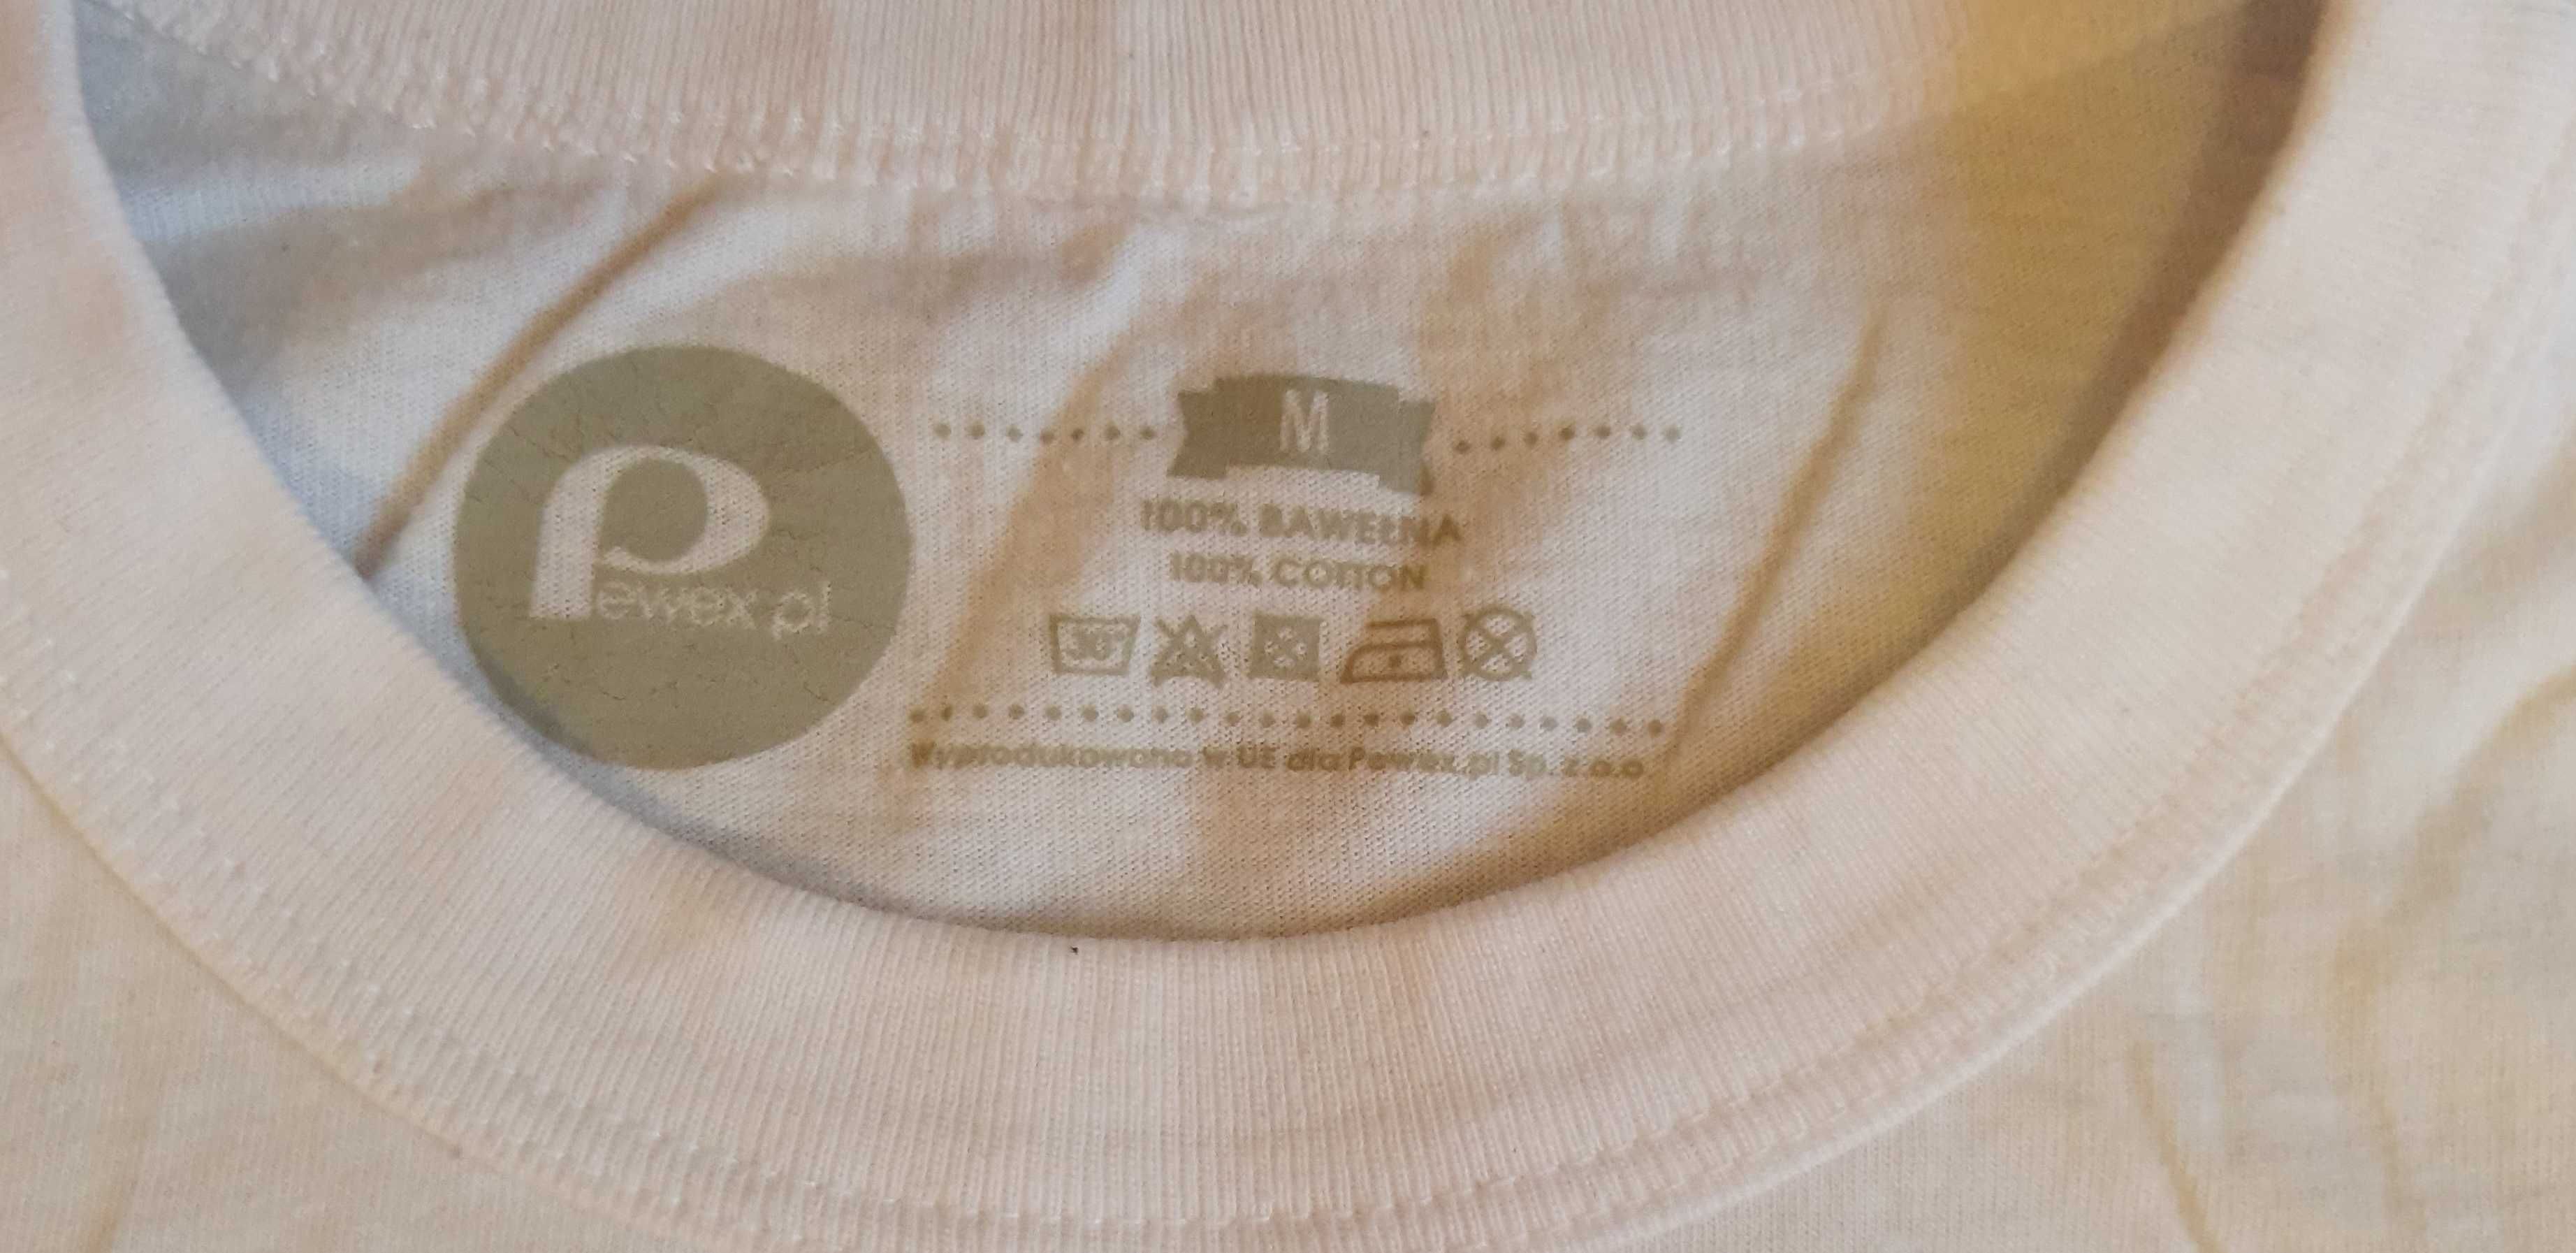 Pewex.pl
M
100% BAWEŁNA
100% COTTON
30°
Wyprodukowano w UE dla Pewex.pl Sp. z.o.o